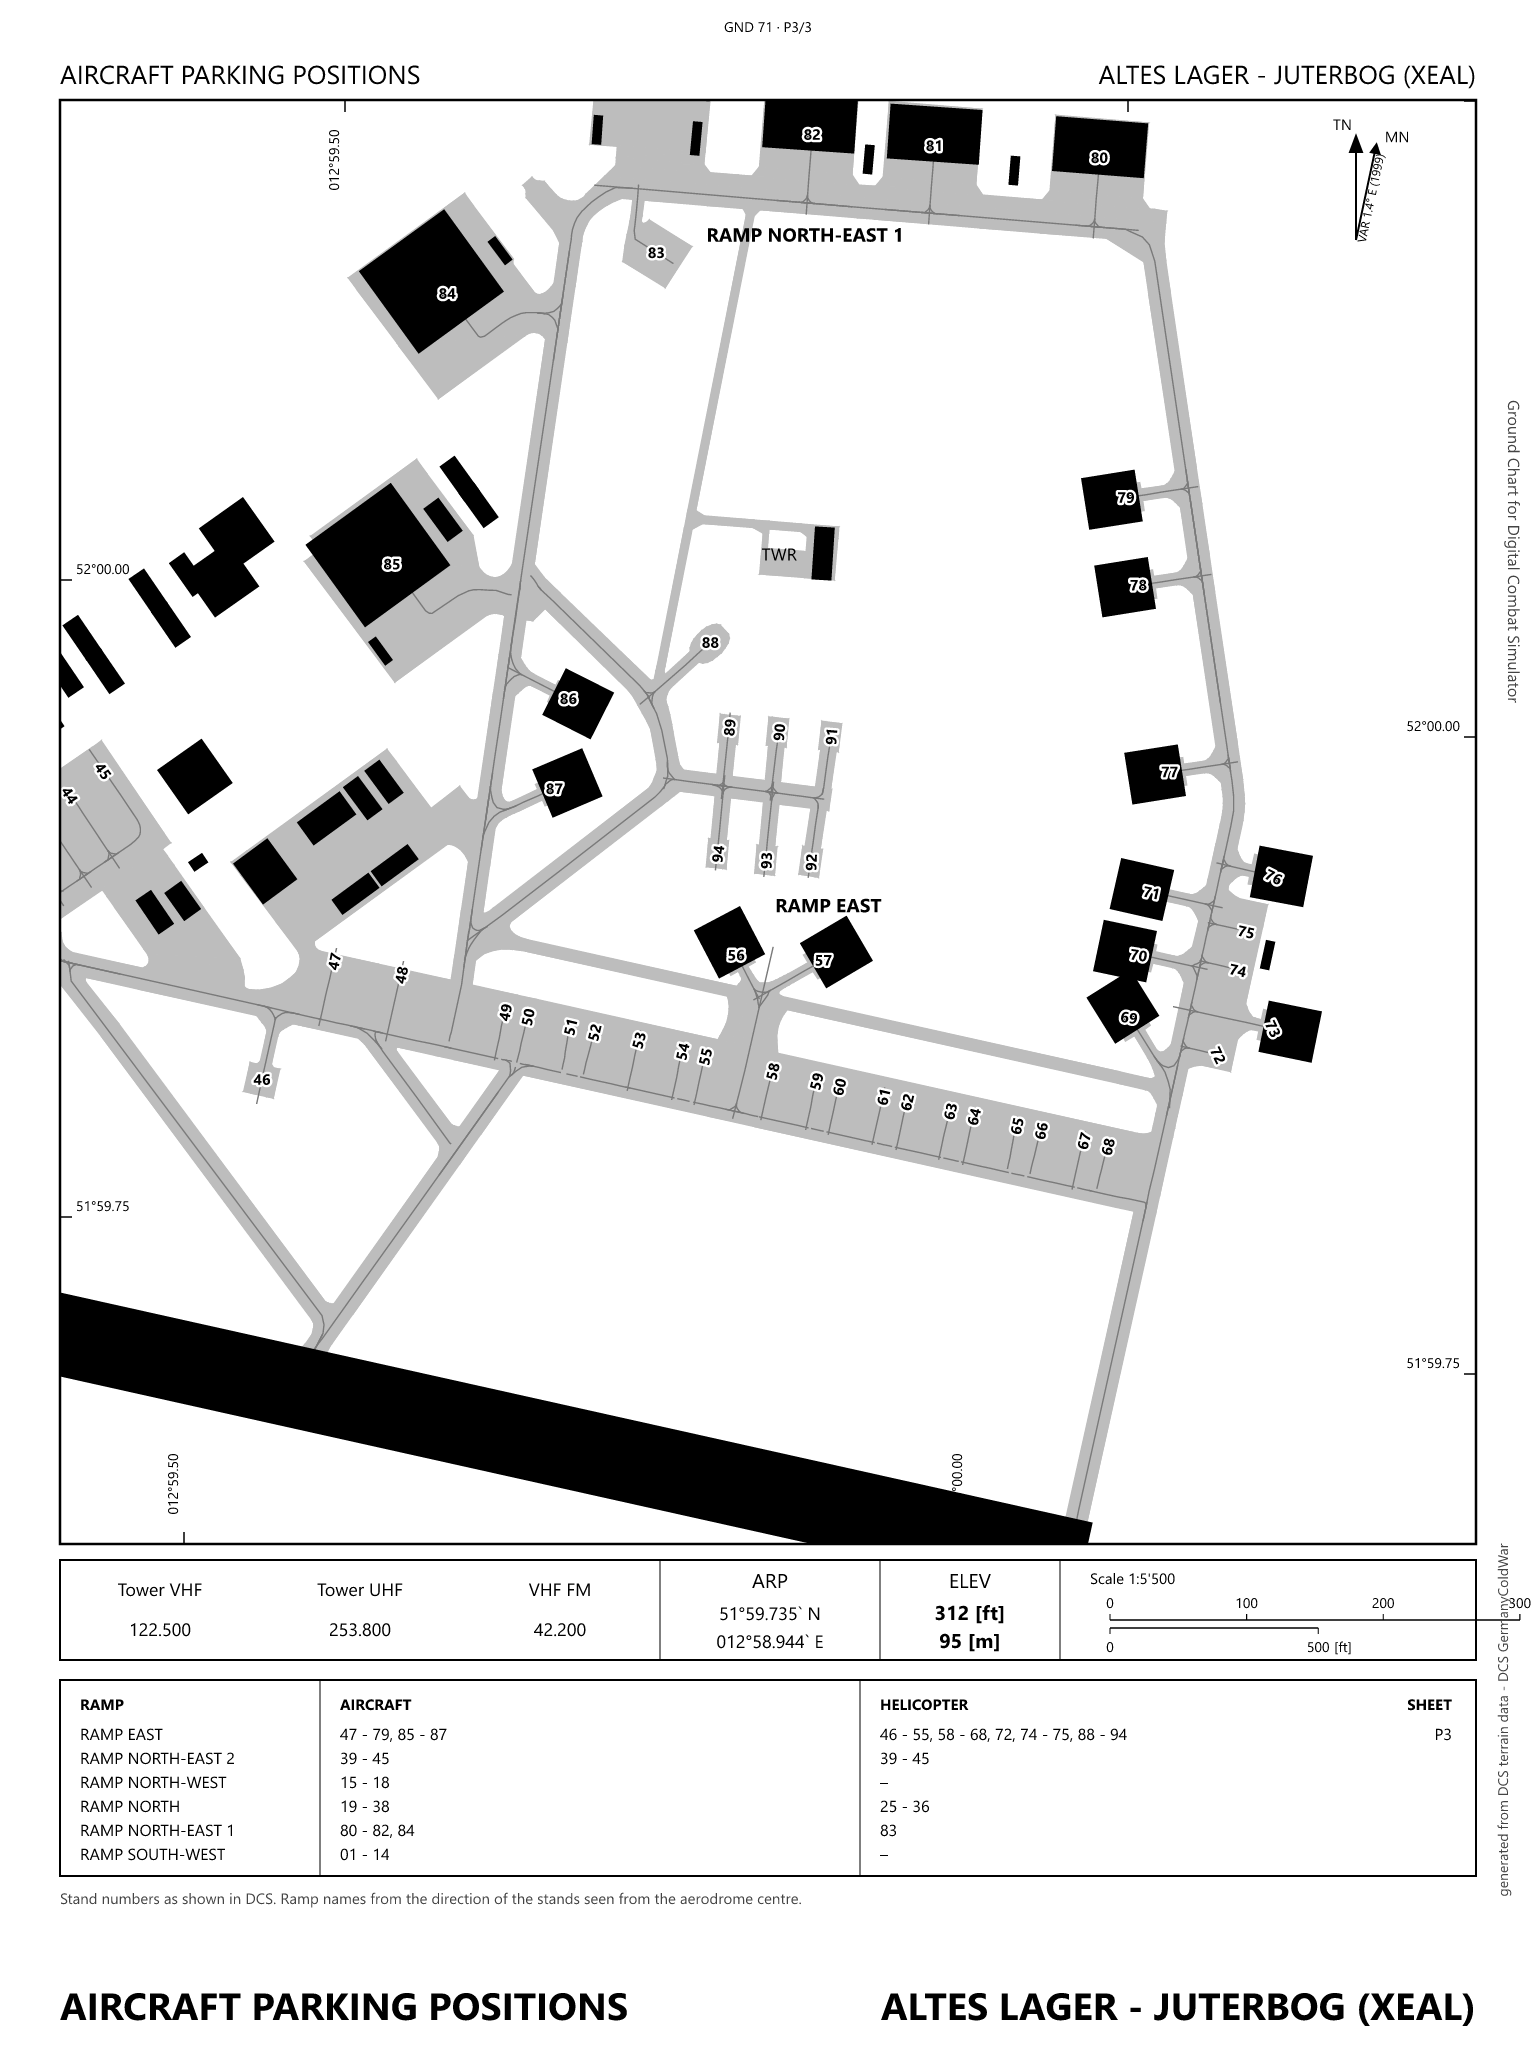 GND 71 · P3/3
AIRCRAFT PARKING POSITIONS
ALTES LAGER - JUTERBOG (XEAL)
012°59.50
TN
MN
VAR 1.4° E (1999)
82
81
80
RAMP NORTH-EAST 1
83
84
79
52°00.00
85
TWR
78
88
86
89
90
91
52°00.00
45
44
87
77
94
93
92
76
71
RAMP EAST
75
47
48
56
57
70
74
49
50
51
52
53
54
55
69
73
72
46
58
59
60
61
62
63
64
65
66
67
68
51°59.75
51°59.75
012°59.50
°00.00
Ground Chart for Digital Combat Simulator
Tower VHF
122.500
Tower UHF
253.800
VHF FM
42.200
ARP
51°59.735` N
012°58.944` E
ELEV
312 [ft]
95 [m]
Scale 1:5'500
0 100 200 300
0 500 [ft]
generated from DCS terrain data - DCS GermanyColdWar
RAMP AIRCRAFT HELICOPTER SHEET
RAMP EAST 47 - 79, 85 - 87 46 - 55, 58 - 68, 72, 74 - 75, 88 - 94 P3
RAMP NORTH-EAST 2 39 - 45 39 - 45
RAMP NORTH-WEST 15 - 18 –
RAMP NORTH 19 - 38 25 - 36
RAMP NORTH-EAST 1 80 - 82, 84 83
RAMP SOUTH-WEST 01 - 14 –
Stand numbers as shown in DCS. Ramp names from the direction of the stands seen from the aerodrome centre.
AIRCRAFT PARKING POSITIONS
ALTES LAGER - JUTERBOG (XEAL)